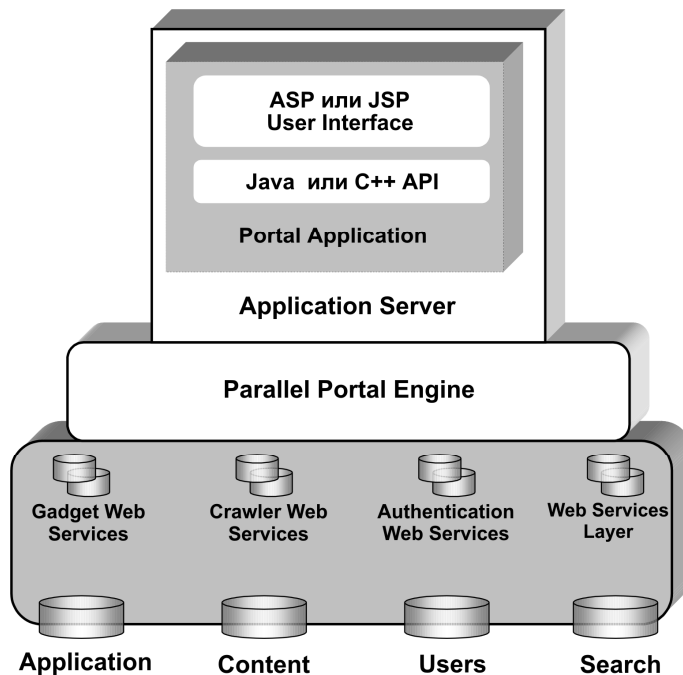 ASP или JSP
User Interface
Java или C++ API
Portal Application
Application Server
Parallel Portal Engine
Gadget Web
Services
Crawler Web
Services
Authentication
Web Services
Web Services
Layer
Application
Content
Users
Search